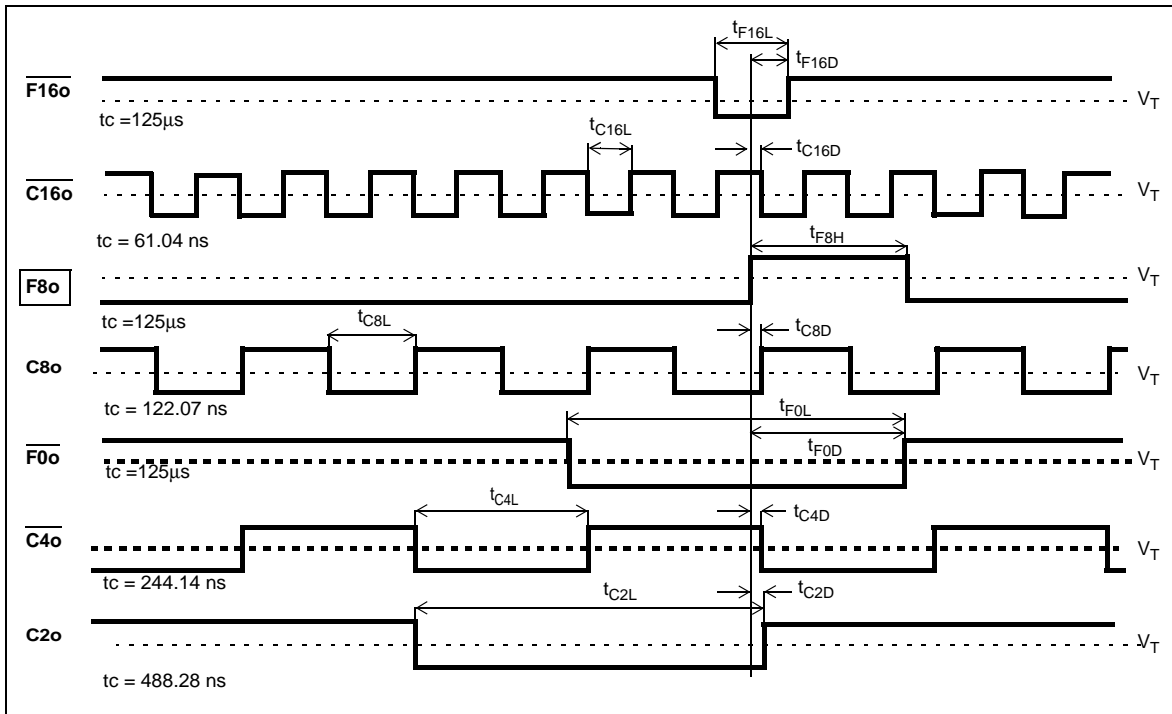 tF16L
tF16D
F16o
VT
tc =125µs
tC16L
tC16D
C16o
VT
tc = 61.04 ns
tF8H
F8o
VT
tc =125µs
tC8L
tC8D
C8o
VT
tc = 122.07 ns
tF0L
F0o
tF0D
VT
tc =125µs
tC4L
tC4D
C4o
VT
tc = 244.14 ns
tC2L
tC2D
C2o
VT
tc = 488.28 ns